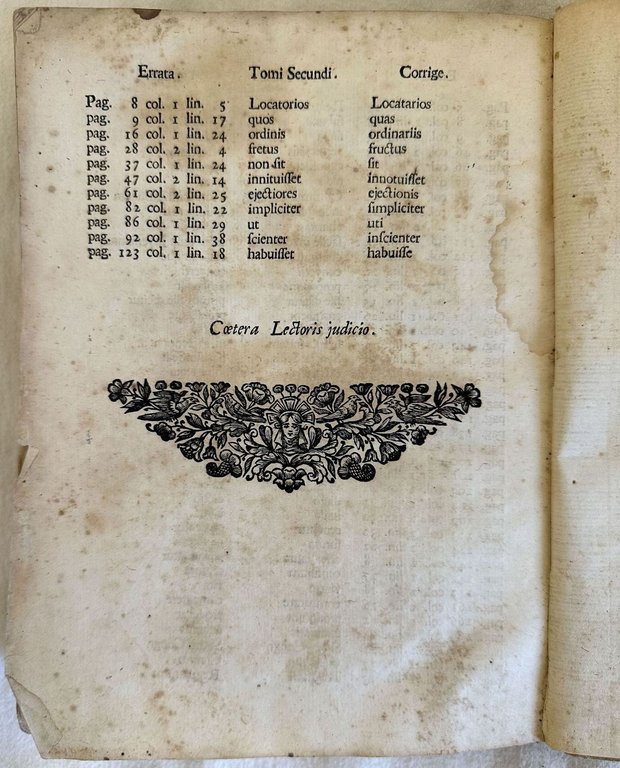 Errata. Tomi Secundi. Corrige.
Pag. 8 col. 1 lin. 5 Locatorios Locatarios
pag. 9 col. 1 lin. 17 quos quas
pag. 16 col. 1 lin. 24 ordinis ordinariis
pag. 28 col. 2 lin. 4 fretus fructus
pag. 37 col. 1 lin. 24 non ſit ſit
pag. 47 col. 2 lin. 14 innituiſſet innotuiſſet
pag. 61 col. 2 lin. 25 ejectiores ejectionis
pag. 82 col. 1 lin. 22 impliciter ſimpliciter
pag. 86 col. 1 lin. 29 ut uti
pag. 92 col. 1 lin. 38 ſcienter inſcienter
pag. 123 col. 1 lin. 18 habuiſſet habuiſſe
Cœtera Lectoris judicio.